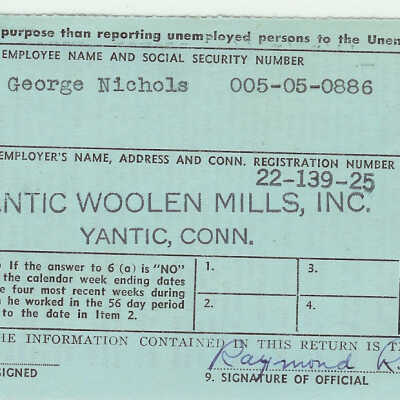 purpose than reporting unemployed persons to the Unem
EMPLOYEE NAME AND SOCIAL SECURITY NUMBER
George Nichols 005-05-0886
EMPLOYER'S NAME, ADDRESS AND CONN. REGISTRATION NUMBER
22-139-25
ANTIC WOOLEN MILLS, INC.
YANTIC, CONN.
) If the answer to 6 (a) is "NO"
the calendar week ending dates
e four most recent weeks during
h he worked in the 56 day period
to the date in Item 2.
1.
3.
2.
4.
HE INFORMATION CONTAINED IN THIS RETURN IS T
Raymond R.
SIGNED
9. SIGNATURE OF OFFICIAL